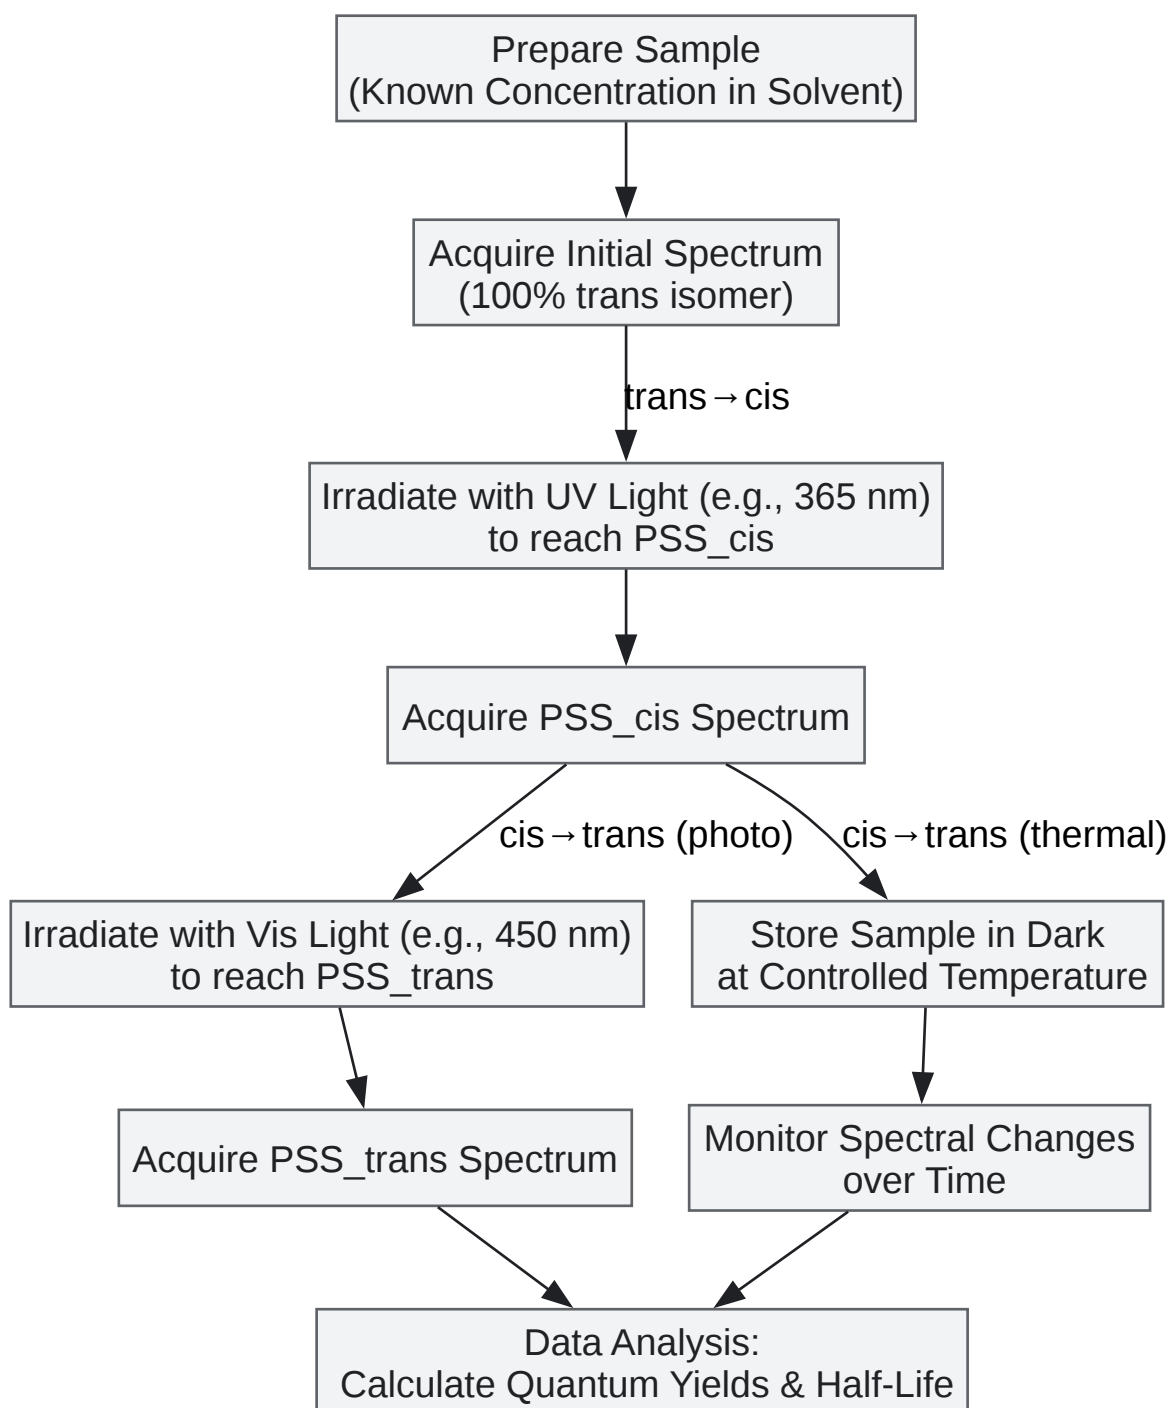 Prepare Sample
(Known Concentration in Solvent)
Acquire Initial Spectrum
(100% trans isomer)
trans→cis
Irradiate with UV Light (e.g., 365 nm)
to reach PSS_cis
Acquire PSS_cis Spectrum
cis→trans (photo)
cis→trans (thermal)
Irradiate with Vis Light (e.g., 450 nm)
to reach PSS_trans
Store Sample in Dark
at Controlled Temperature
Acquire PSS_trans Spectrum
Monitor Spectral Changes
over Time
Data Analysis:
Calculate Quantum Yields & Half-Life